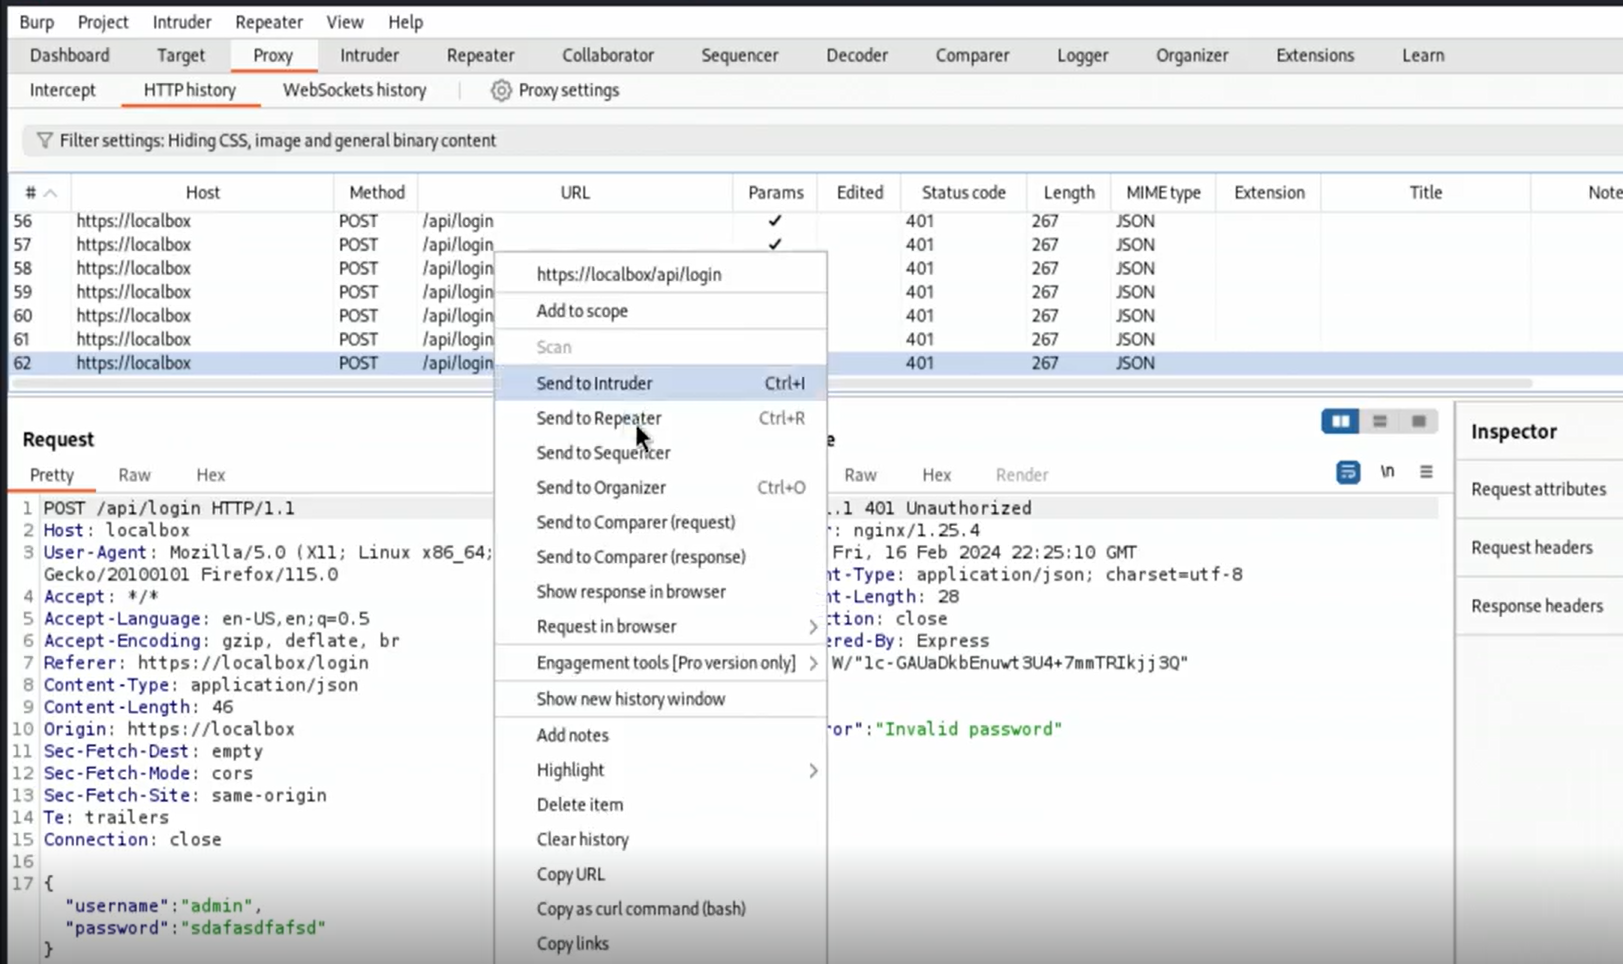 Burp Project Intruder Repeater View Help
Dashboard Target Proxy Intruder Repeater Collaborator Sequencer Decoder Comparer Logger Organizer Extensions Learn
Intercept HTTP history WebSockets history Proxy settings
Filter settings: Hiding CSS, image and general binary content
# Host Method URL Params Edited Status code Length MIME type Extension Title Note
56 https://localbox POST /api/login ✓ 401 267 JSON
57 https://localbox POST /api/login ✓ 401 267 JSON
58 https://localbox POST /api/login 401 267 JSON
59 https://localbox POST /api/login 401 267 JSON
60 https://localbox POST /api/login 401 267 JSON
61 https://localbox POST /api/login 401 267 JSON
62 https://localbox POST /api/login 401 267 JSON
https://localbox/api/login
Add to scope
Scan
Send to Intruder Ctrl+I
Send to Repeater Ctrl+R
Send to Sequencer
Send to Organizer Ctrl+O
Send to Comparer (request)
Send to Comparer (response)
Show response in browser
Request in browser
Engagement tools [Pro version only]
Show new history window
Add notes
Highlight
Delete item
Clear history
Copy URL
Copy as curl command (bash)
Copy links
Request
Pretty Raw Hex
1 POST /api/login HTTP/1.1
2 Host: localbox
3 User-Agent: Mozilla/5.0 (X11; Linux x86_64;
Gecko/20100101 Firefox/115.0
4 Accept: */*
5 Accept-Language: en-US,en;q=0.5
6 Accept-Encoding: gzip, deflate, br
7 Referer: https://localbox/login
8 Content-Type: application/json
9 Content-Length: 46
10 Origin: https://localbox
11 Sec-Fetch-Dest: empty
12 Sec-Fetch-Mode: cors
13 Sec-Fetch-Site: same-origin
14 Te: trailers
15 Connection: close
16
17 {
"username":"admin",
"password":"sdafasdfafsd"
}
e
Raw Hex Render \n
.1 401 Unauthorized
r: nginx/1.25.4
Fri, 16 Feb 2024 22:25:10 GMT
nt-Type: application/json; charset=utf-8
nt-Length: 28
ction: close
red-By: Express
W/"1c-GAUaDkbEnuwt3U4+7mmTRIkjj3Q"
ror":"Invalid password"
Inspector
Request attributes
Request headers
Response headers